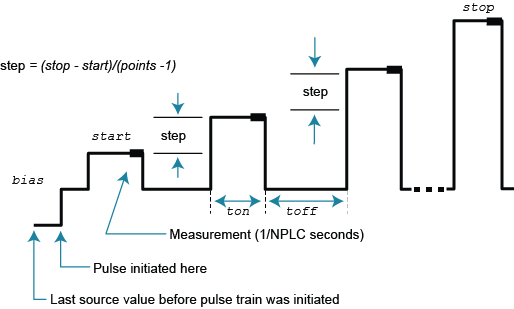 stop
step = (stop - start)/(points -1)
step
start
step
bias
ton
toff
Measurement (1/NPLC seconds)
Pulse initiated here
Last source value before pulse train was initiated